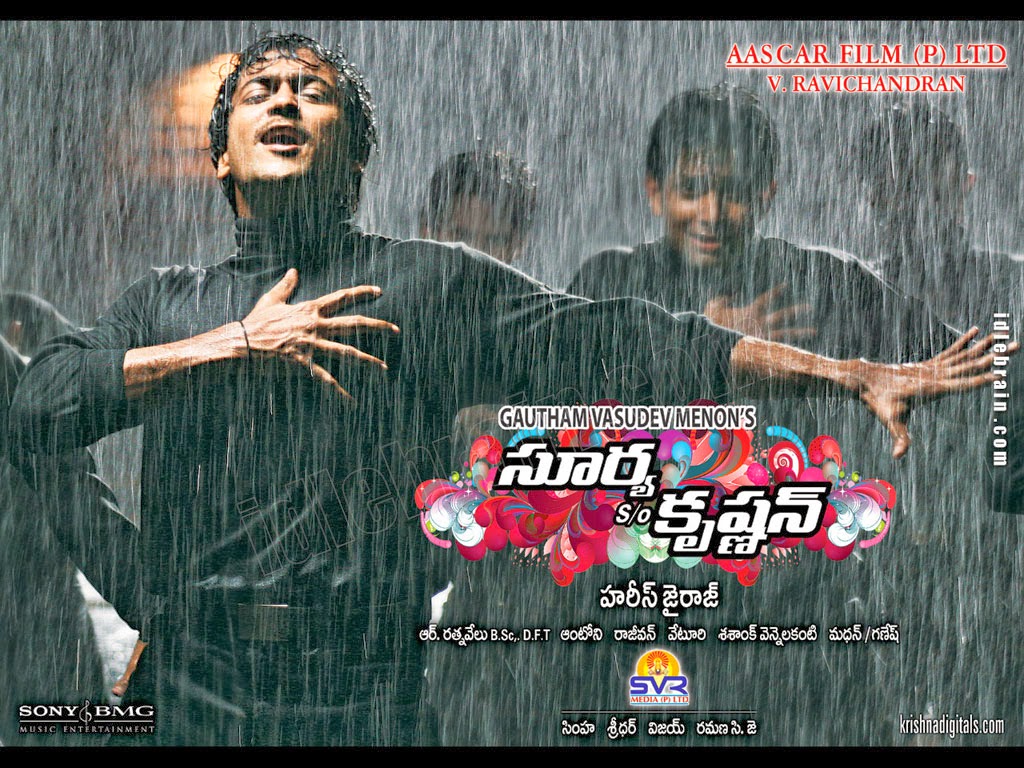 AASCAR FILM (P) LTD
V. RAVICHANDRAN
idlebrain.com
GAUTHAM VASUDEV MENON'S
సూర్య
S/o కృష్ణన్
హరీస్ జైరాజ్
ఆర్. రత్నవేలు B.Sc,. D.F.T ఆంటోని రాజీవన్ వేటూరి శశాంక్ వెన్నెలకంటి మధన్ / గణేష్
SVR
MEDIA (P) LTD
సింహ శ్రీధర్ విజయ్ రమణ సి. జె
SONY BMG
MUSIC ENTERTAINMENT
krishnadigitals.com